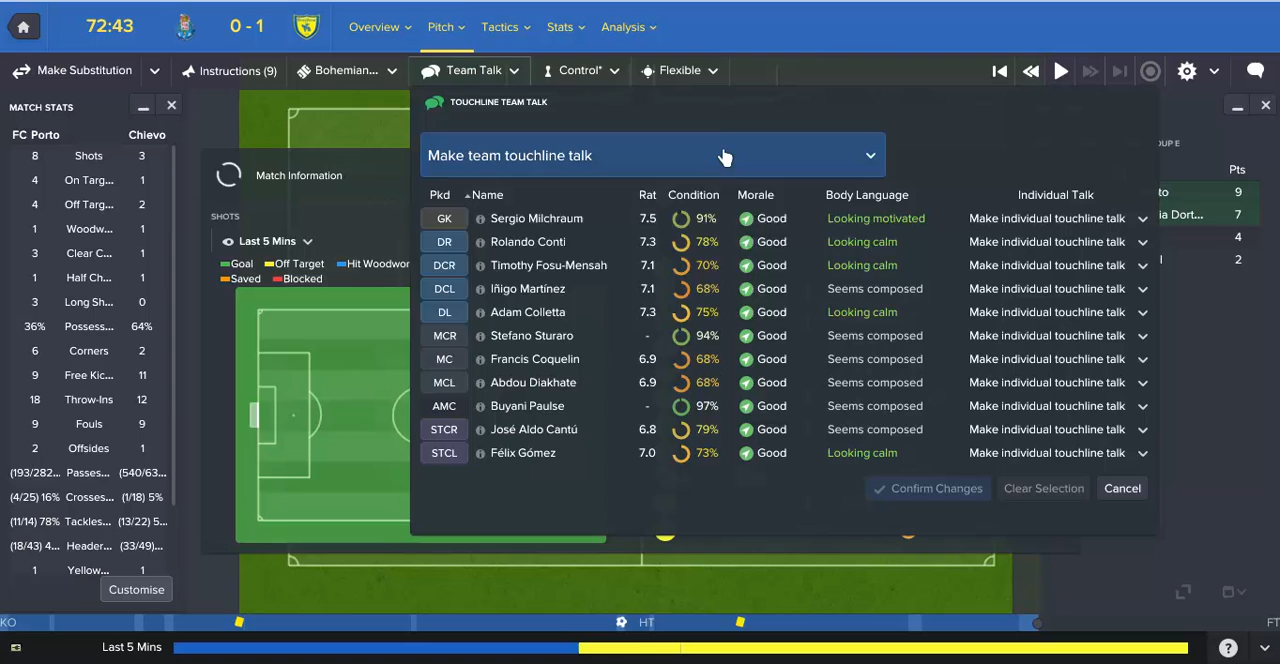 72:43 0 - 1 Overview Pitch Tactics Stats Analysis
Make Substitution Instructions (9) Bohemian... Team Talk Control* Flexible
MATCH STATS
FC Porto Chievo
8 Shots 3
4 On Targ... 1
4 Off Targ... 2
1 Woodw... 1
3 Clear C... 1
1 Half Ch... 1
3 Long Sh... 0
36% Possess... 64%
6 Corners 2
9 Free Kic... 11
18 Throw-Ins 12
9 Fouls 9
2 Offsides 1
(193/282... Passes... (540/63...
(4/25) 16% Crosses... (1/18) 5%
(11/14) 78% Tackles... (13/22) 5...
(18/43) 4... Header... (33/49)...
1 Yellow... 1
Customise
Match Information
SHOTS
Last 5 Mins
Goal Off Target Hit Woodwor
Saved Blocked
TOUCHLINE TEAM TALK
Make team touchline talk
Pkd Name Rat Condition Morale Body Language Individual Talk
GK Sergio Milchraum 7.5 91% Good Looking motivated Make individual touchline talk
DR Rolando Conti 7.3 78% Good Looking calm Make individual touchline talk
DCR Timothy Fosu-Mensah 7.1 70% Good Looking calm Make individual touchline talk
DCL Iñigo Martínez 7.1 68% Good Seems composed Make individual touchline talk
DL Adam Colletta 7.3 75% Good Looking calm Make individual touchline talk
MCR Stefano Sturaro - 94% Good Seems composed Make individual touchline talk
MC Francis Coquelin 6.9 68% Good Seems composed Make individual touchline talk
MCL Abdou Diakhate 6.9 68% Good Seems composed Make individual touchline talk
AMC Buyani Paulse - 97% Good Seems composed Make individual touchline talk
STCR José Aldo Cantú 6.8 79% Good Seems composed Make individual touchline talk
STCL Félix Gómez 7.0 73% Good Looking calm Make individual touchline talk
Confirm Changes Clear Selection Cancel
OUP E
Pts
to 9
ia Dort... 7
4
l 2
KO HT FT
Last 5 Mins ?